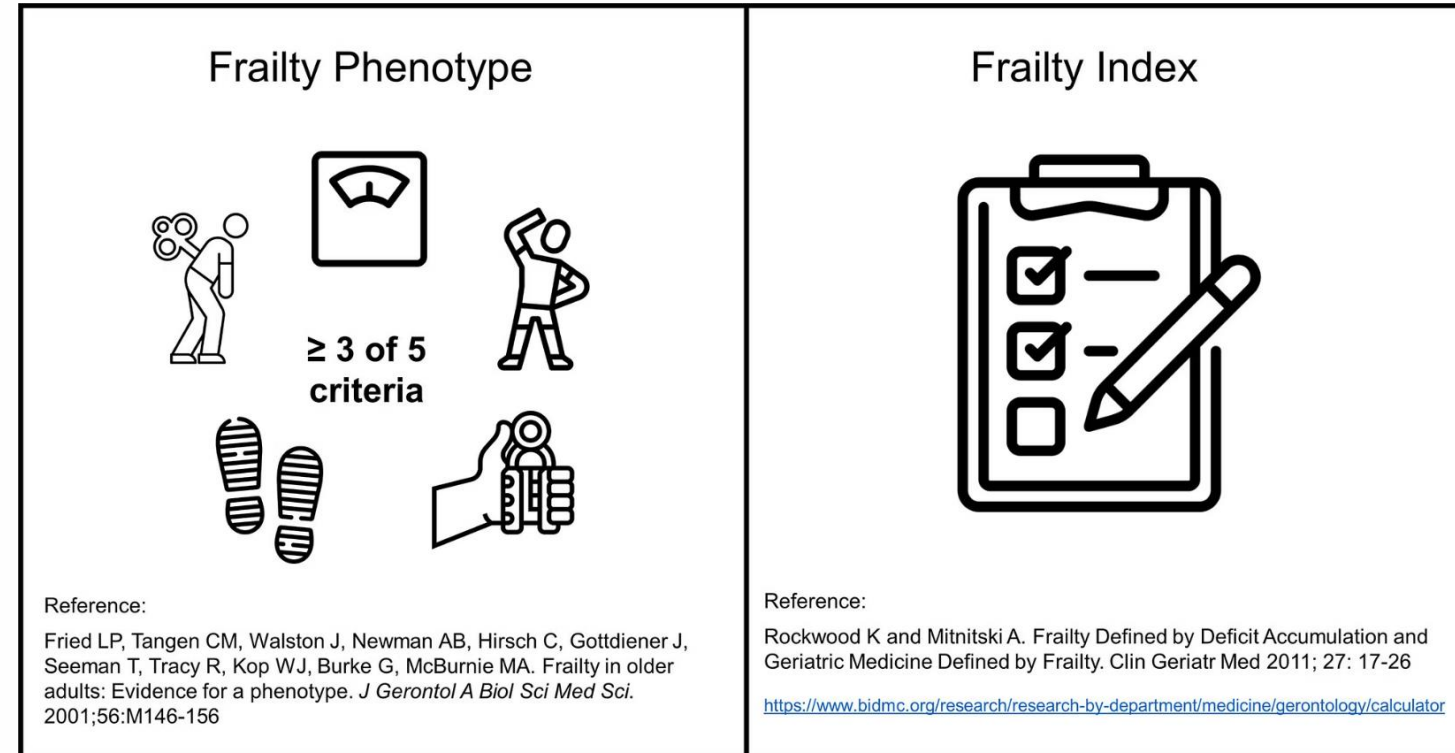 Frailty Phenotype
≥ 3 of 5
criteria
Reference:
Fried LP, Tangen CM, Walston J, Newman AB, Hirsch C, Gottdiener J,
Seeman T, Tracy R, Kop WJ, Burke G, McBurnie MA. Frailty in older
adults: Evidence for a phenotype. J Gerontol A Biol Sci Med Sci.
2001;56:M146-156
Frailty Index
Reference:
Rockwood K and Mitnitski A. Frailty Defined by Deficit Accumulation and
Geriatric Medicine Defined by Frailty. Clin Geriatr Med 2011; 27: 17-26
https://www.bidmc.org/research/research-by-department/medicine/gerontology/calculator